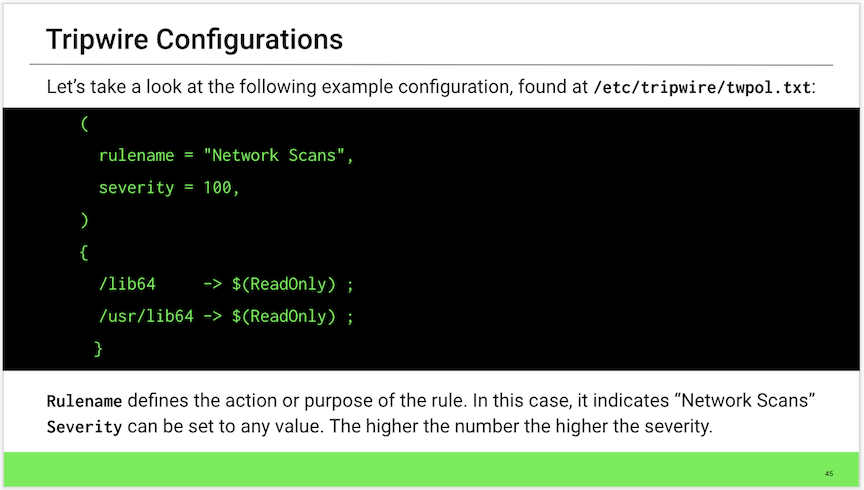 Tripwire Configurations
Let’s take a look at the following example configuration, found at /etc/tripwire/twpol.txt:
(
rulename = "Network Scans",
severity = 100,
)
{
/lib64     -> $(ReadOnly) ;
/usr/lib64 -> $(ReadOnly) ;
}
Rulename defines the action or purpose of the rule. In this case, it indicates “Network Scans”
Severity can be set to any value. The higher the number the higher the severity.
45